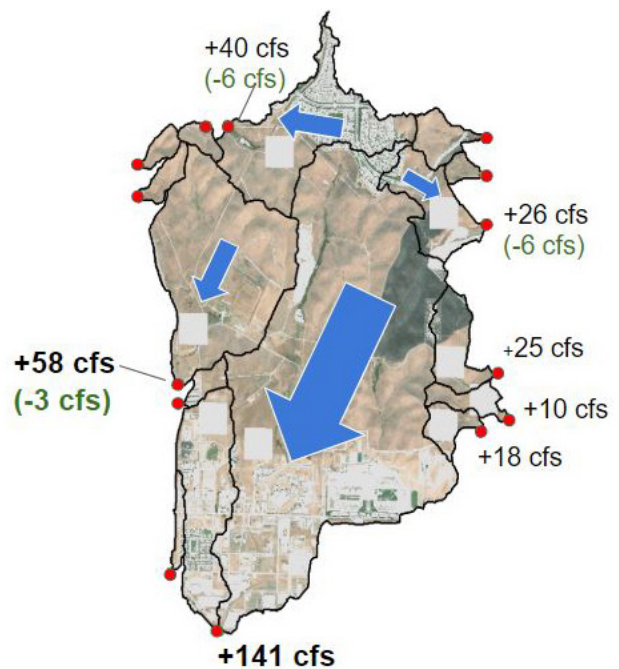 +40 cfs
(-6 cfs)
+26 cfs
(-6 cfs)
+58 cfs
(-3 cfs)
+25 cfs
+10 cfs
+18 cfs
+141 cfs